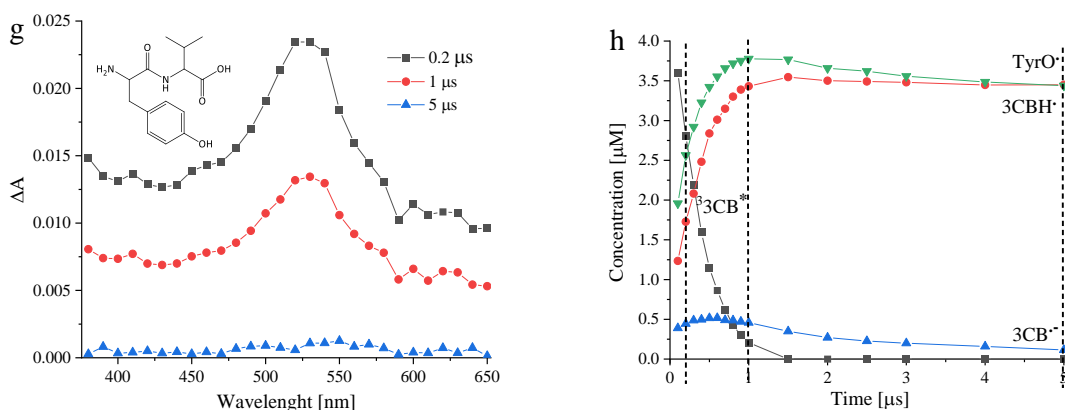 g
0.025
0.020
0.015
0.010
0.005
0.000
ΔA
400 450 500 550 600 650
Wavelenght [nm]
H₂N
O
NH
O
OH
OH
0.2 μs
1 μs
5 μs
h
4.0
3.5
3.0
2.5
2.0
1.5
1.0
0.5
0.0
Concentration [μM]
0 1 2 3 4 5
Time [μs]
TyrO•
3CBH•
³3CB*
3CB•-